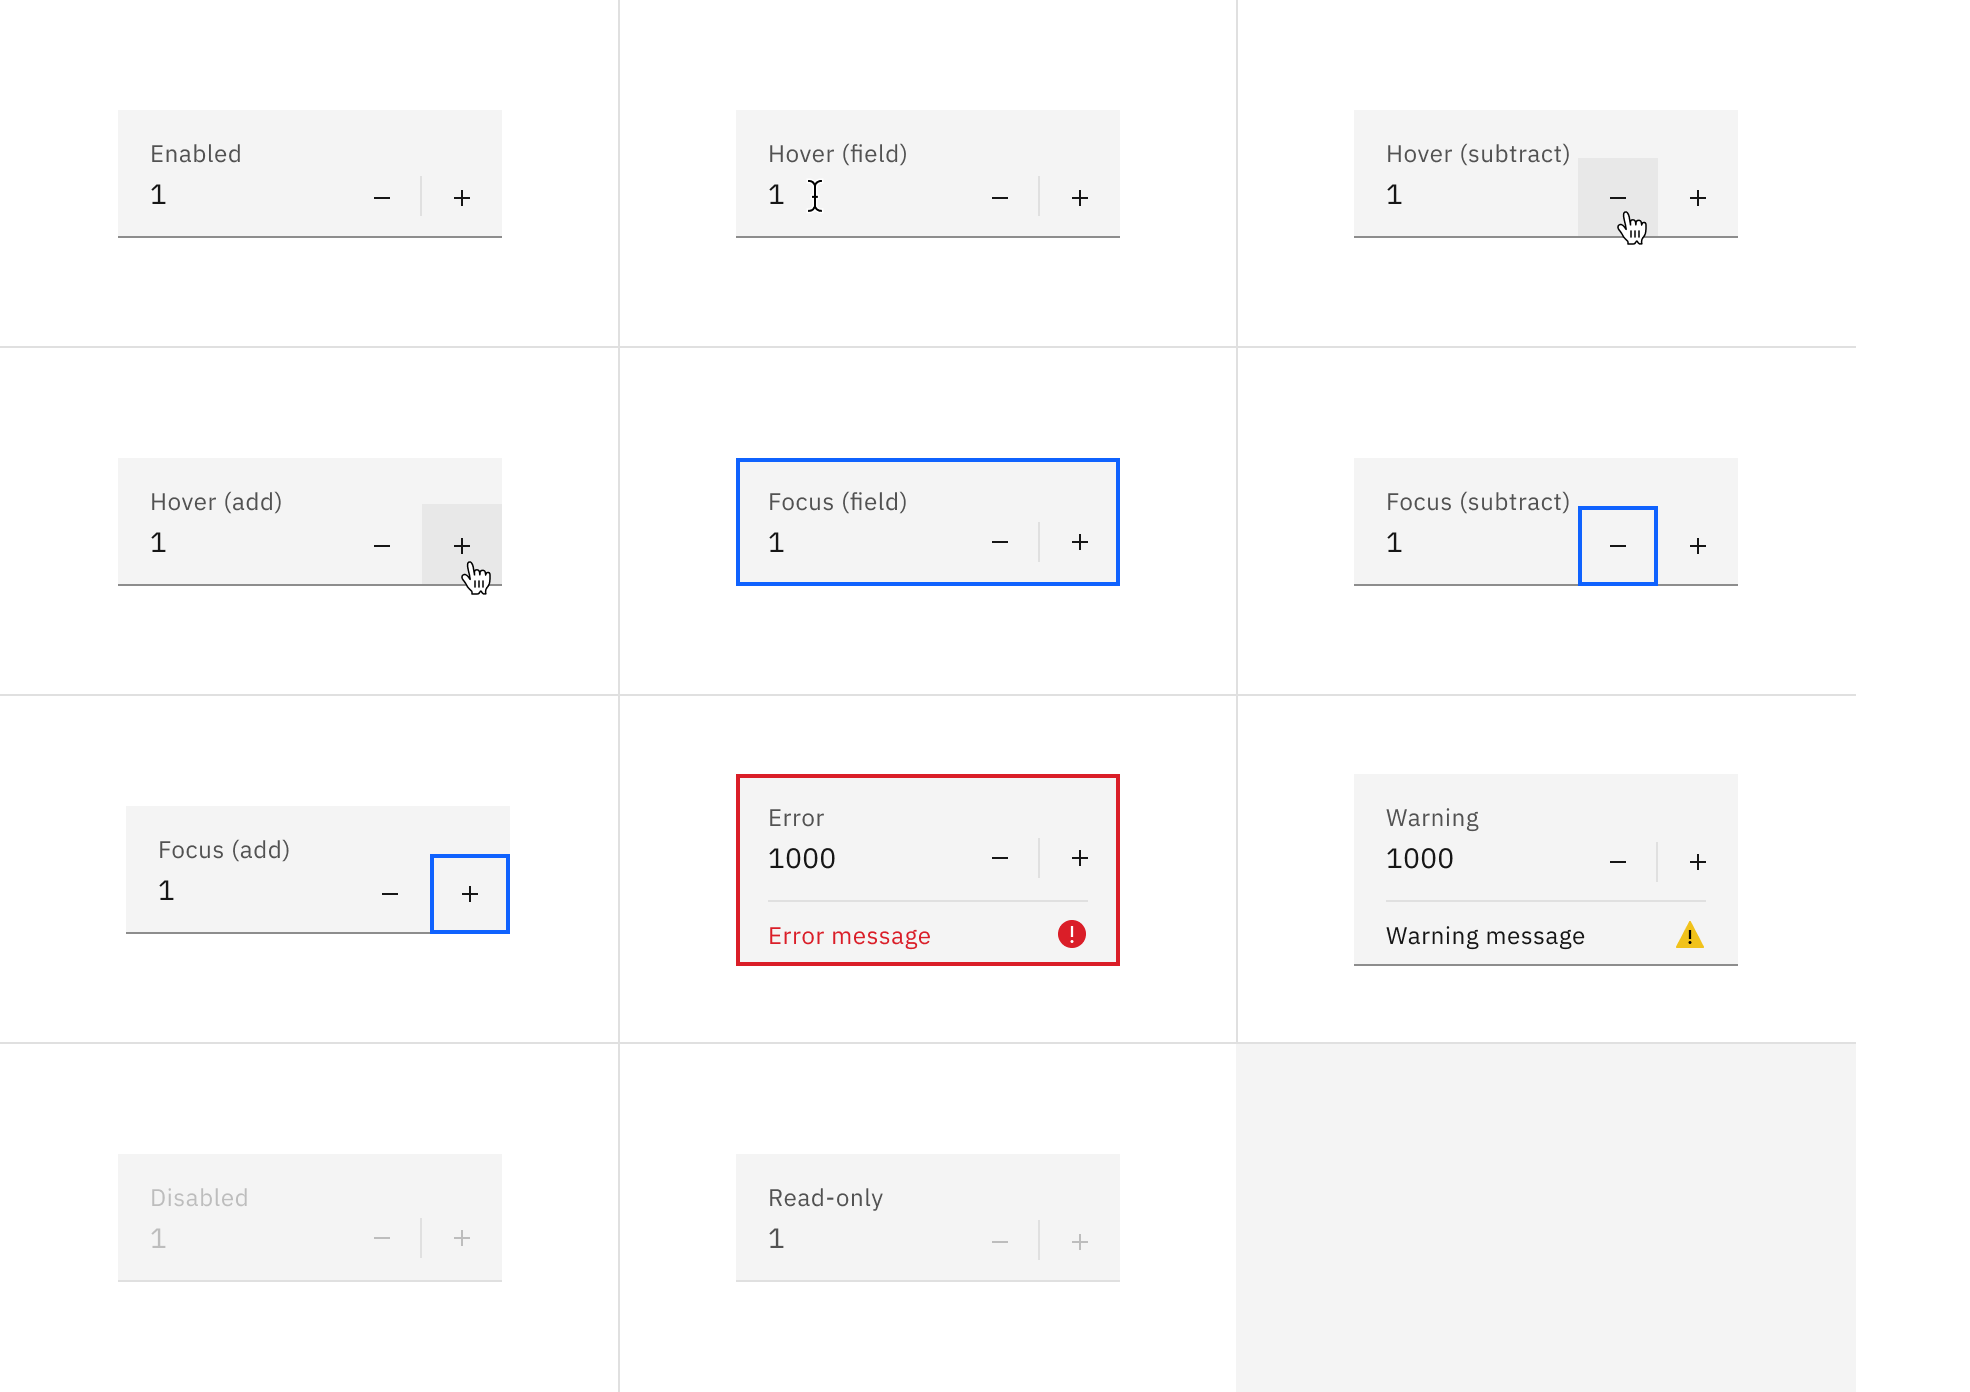 Enabled
1 − +
Hover (field)
1 − +
Hover (subtract)
1 − +
Hover (add)
1 − +
Focus (field)
1 − +
Focus (subtract)
1 − +
Focus (add)
1 − +
Error
1000 − +
Error message
Warning
1000 − +
Warning message
Disabled
1 − +
Read-only
1 − +